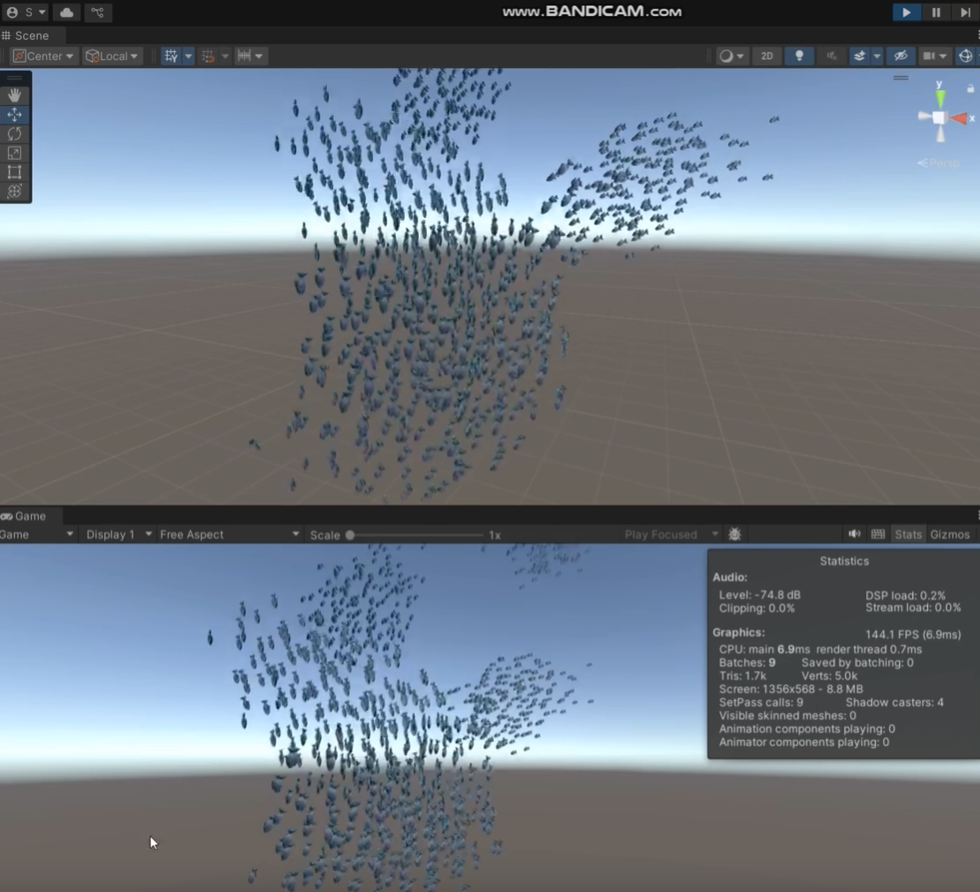 S
WWW.BANDICAM.COM
Scene
Center Local 2D
y
x
Persp
Game
Game Display 1 Free Aspect Scale 1x Play Focused Stats Gizmos
Statistics
Audio:
Level: -74.8 dB DSP load: 0.2%
Clipping: 0.0% Stream load: 0.0%
Graphics: 144.1 FPS (6.9ms)
CPU: main 6.9ms render thread 0.7ms
Batches: 9 Saved by batching: 0
Tris: 1.7k Verts: 5.0k
Screen: 1356x568 - 8.8 MB
SetPass calls: 9 Shadow casters: 4
Visible skinned meshes: 0
Animation components playing: 0
Animator components playing: 0